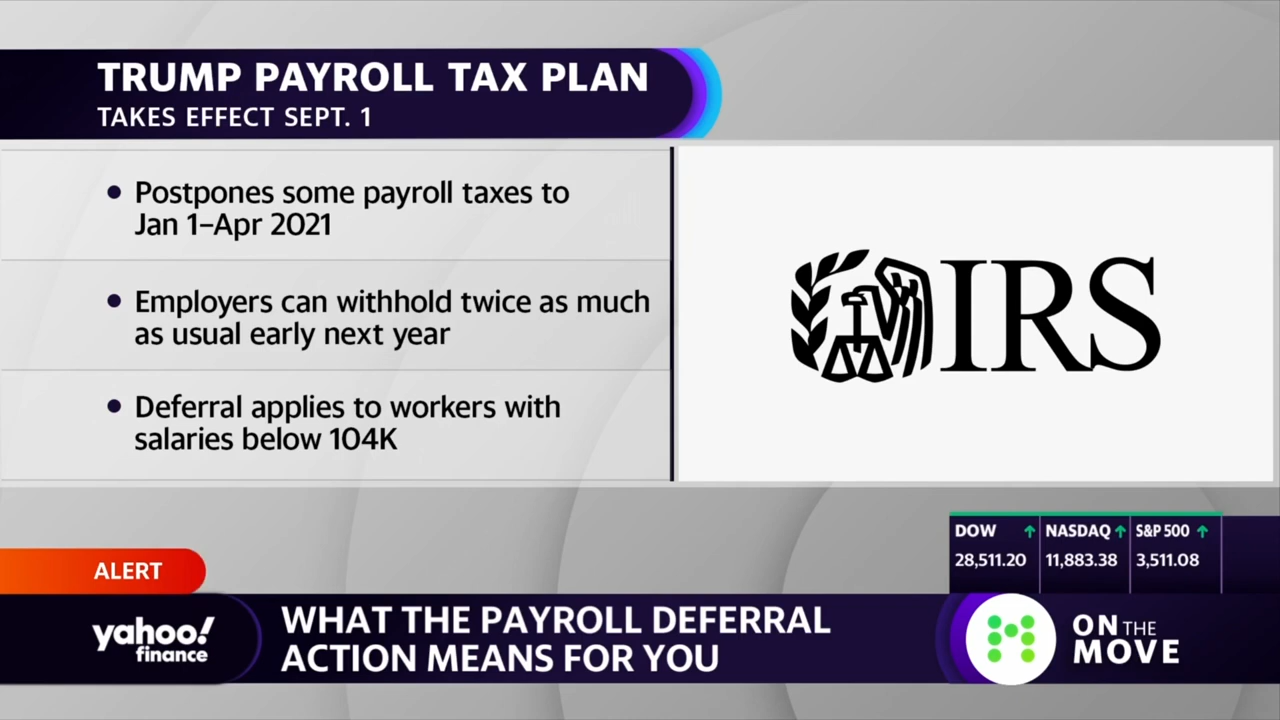 TRUMP PAYROLL TAX PLAN
TAKES EFFECT SEPT. 1
• Postpones some payroll taxes to
Jan 1–Apr 2021
• Employers can withhold twice as much
as usual early next year
• Deferral applies to workers with
salaries below 104K
IRS
DOW NASDAQ S&P 500
28,511.20 11,883.38 3,511.08
ALERT
yahoo!
finance
WHAT THE PAYROLL DEFERRAL
ACTION MEANS FOR YOU
ON THE
MOVE